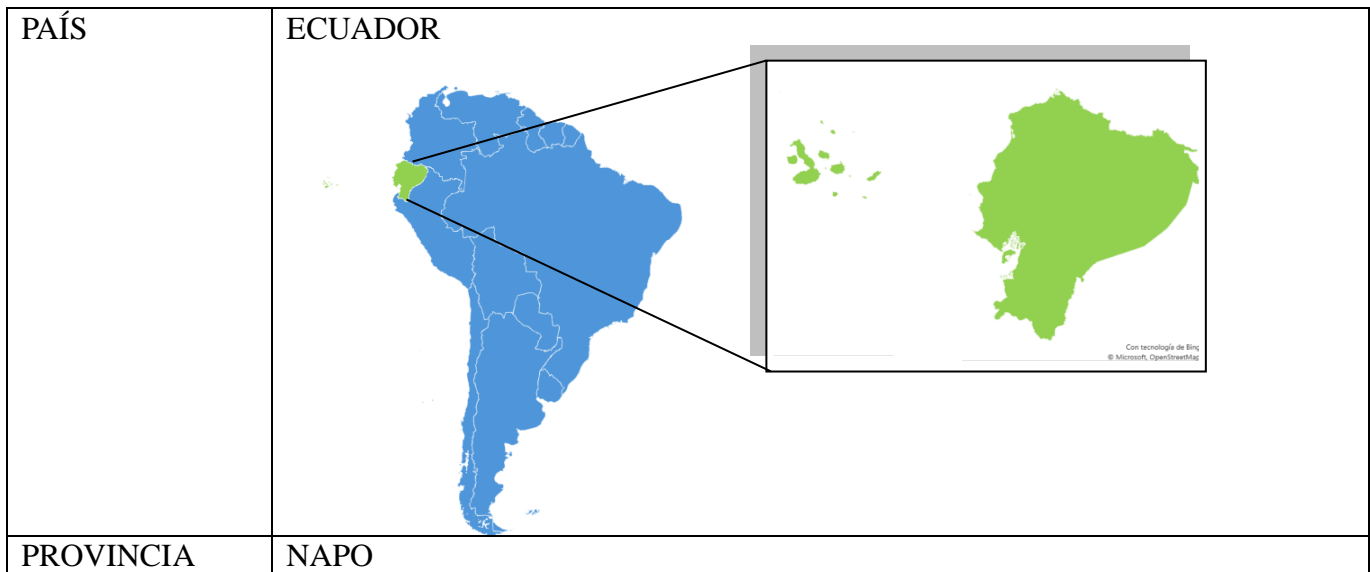 PAÍS
ECUADOR
Con tecnología de Bing
© Microsoft, OpenStreetMap
PROVINCIA
NAPO